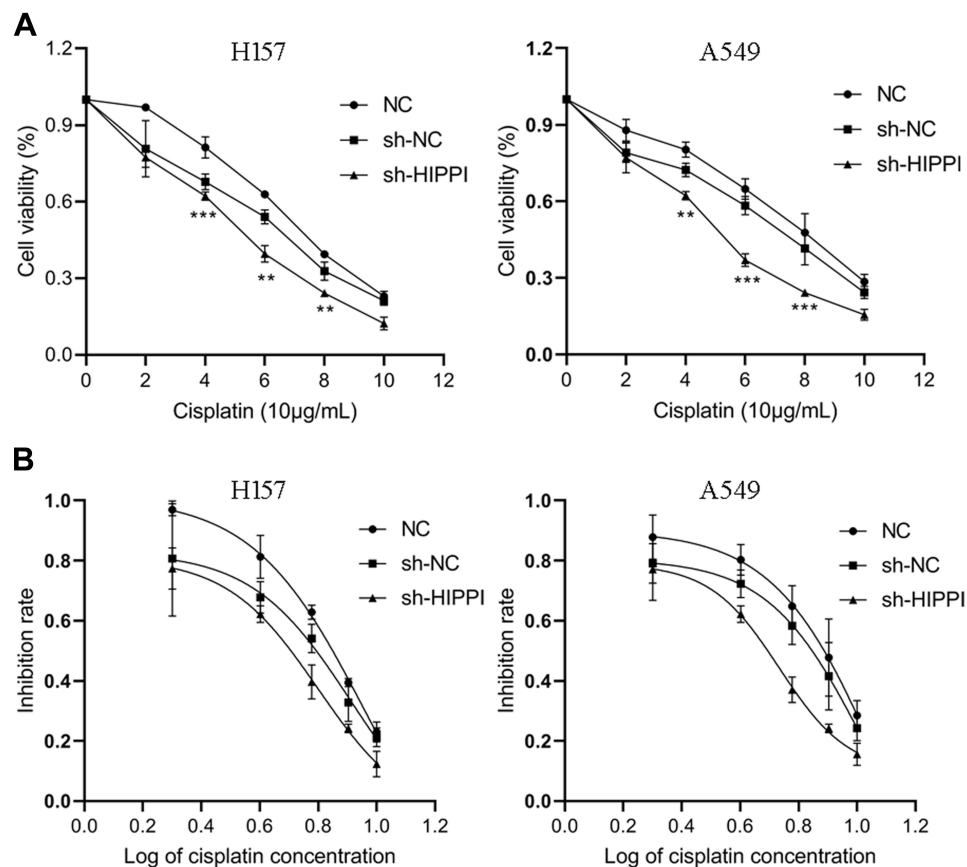 A
H157
A549
1.2
0.9
0.6
0.3
0.0
Cell viability (%)
NC
sh-NC
sh-HIPPI
***
**
**
0
2
4
6
8
10
12
Cisplatin (10µg/mL)
1.2
0.9
0.6
0.3
0.0
Cell viability (%)
NC
sh-NC
sh-HIPPI
**
***
***
0
2
4
6
8
10
12
Cisplatin (10µg/mL)
B
H157
A549
1.0
0.8
0.6
0.4
0.2
0.0
Inhibition rate
NC
sh-NC
sh-HIPPI
0.0
0.2
0.4
0.6
0.8
1.0
1.2
Log of cisplatin concentration
1.0
0.8
0.6
0.4
0.2
0.0
Inhibition rate
NC
sh-NC
sh-HIPPI
0.0
0.2
0.4
0.6
0.8
1.0
1.2
Log of cisplatin concentration